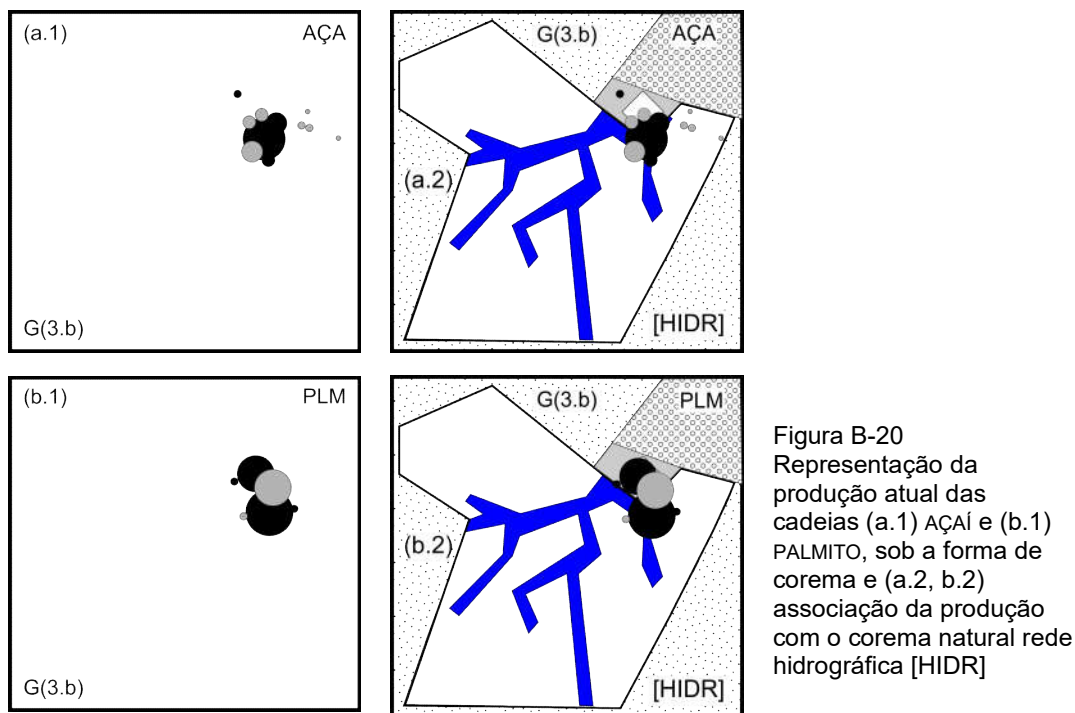 (a.1) AÇA
G(3.b)
G(3.b) AÇA
(a.2)
[HIDR]
(b.1) PLM
G(3.b)
G(3.b) PLM
(b.2)
[HIDR]
Figura B-20
Representação da
produção atual das
cadeias (a.1) AÇAÍ e (b.1)
PALMITO, sob a forma de
corema e (a.2, b.2)
associação da produção
com o corema natural rede
hidrográfica [HIDR]